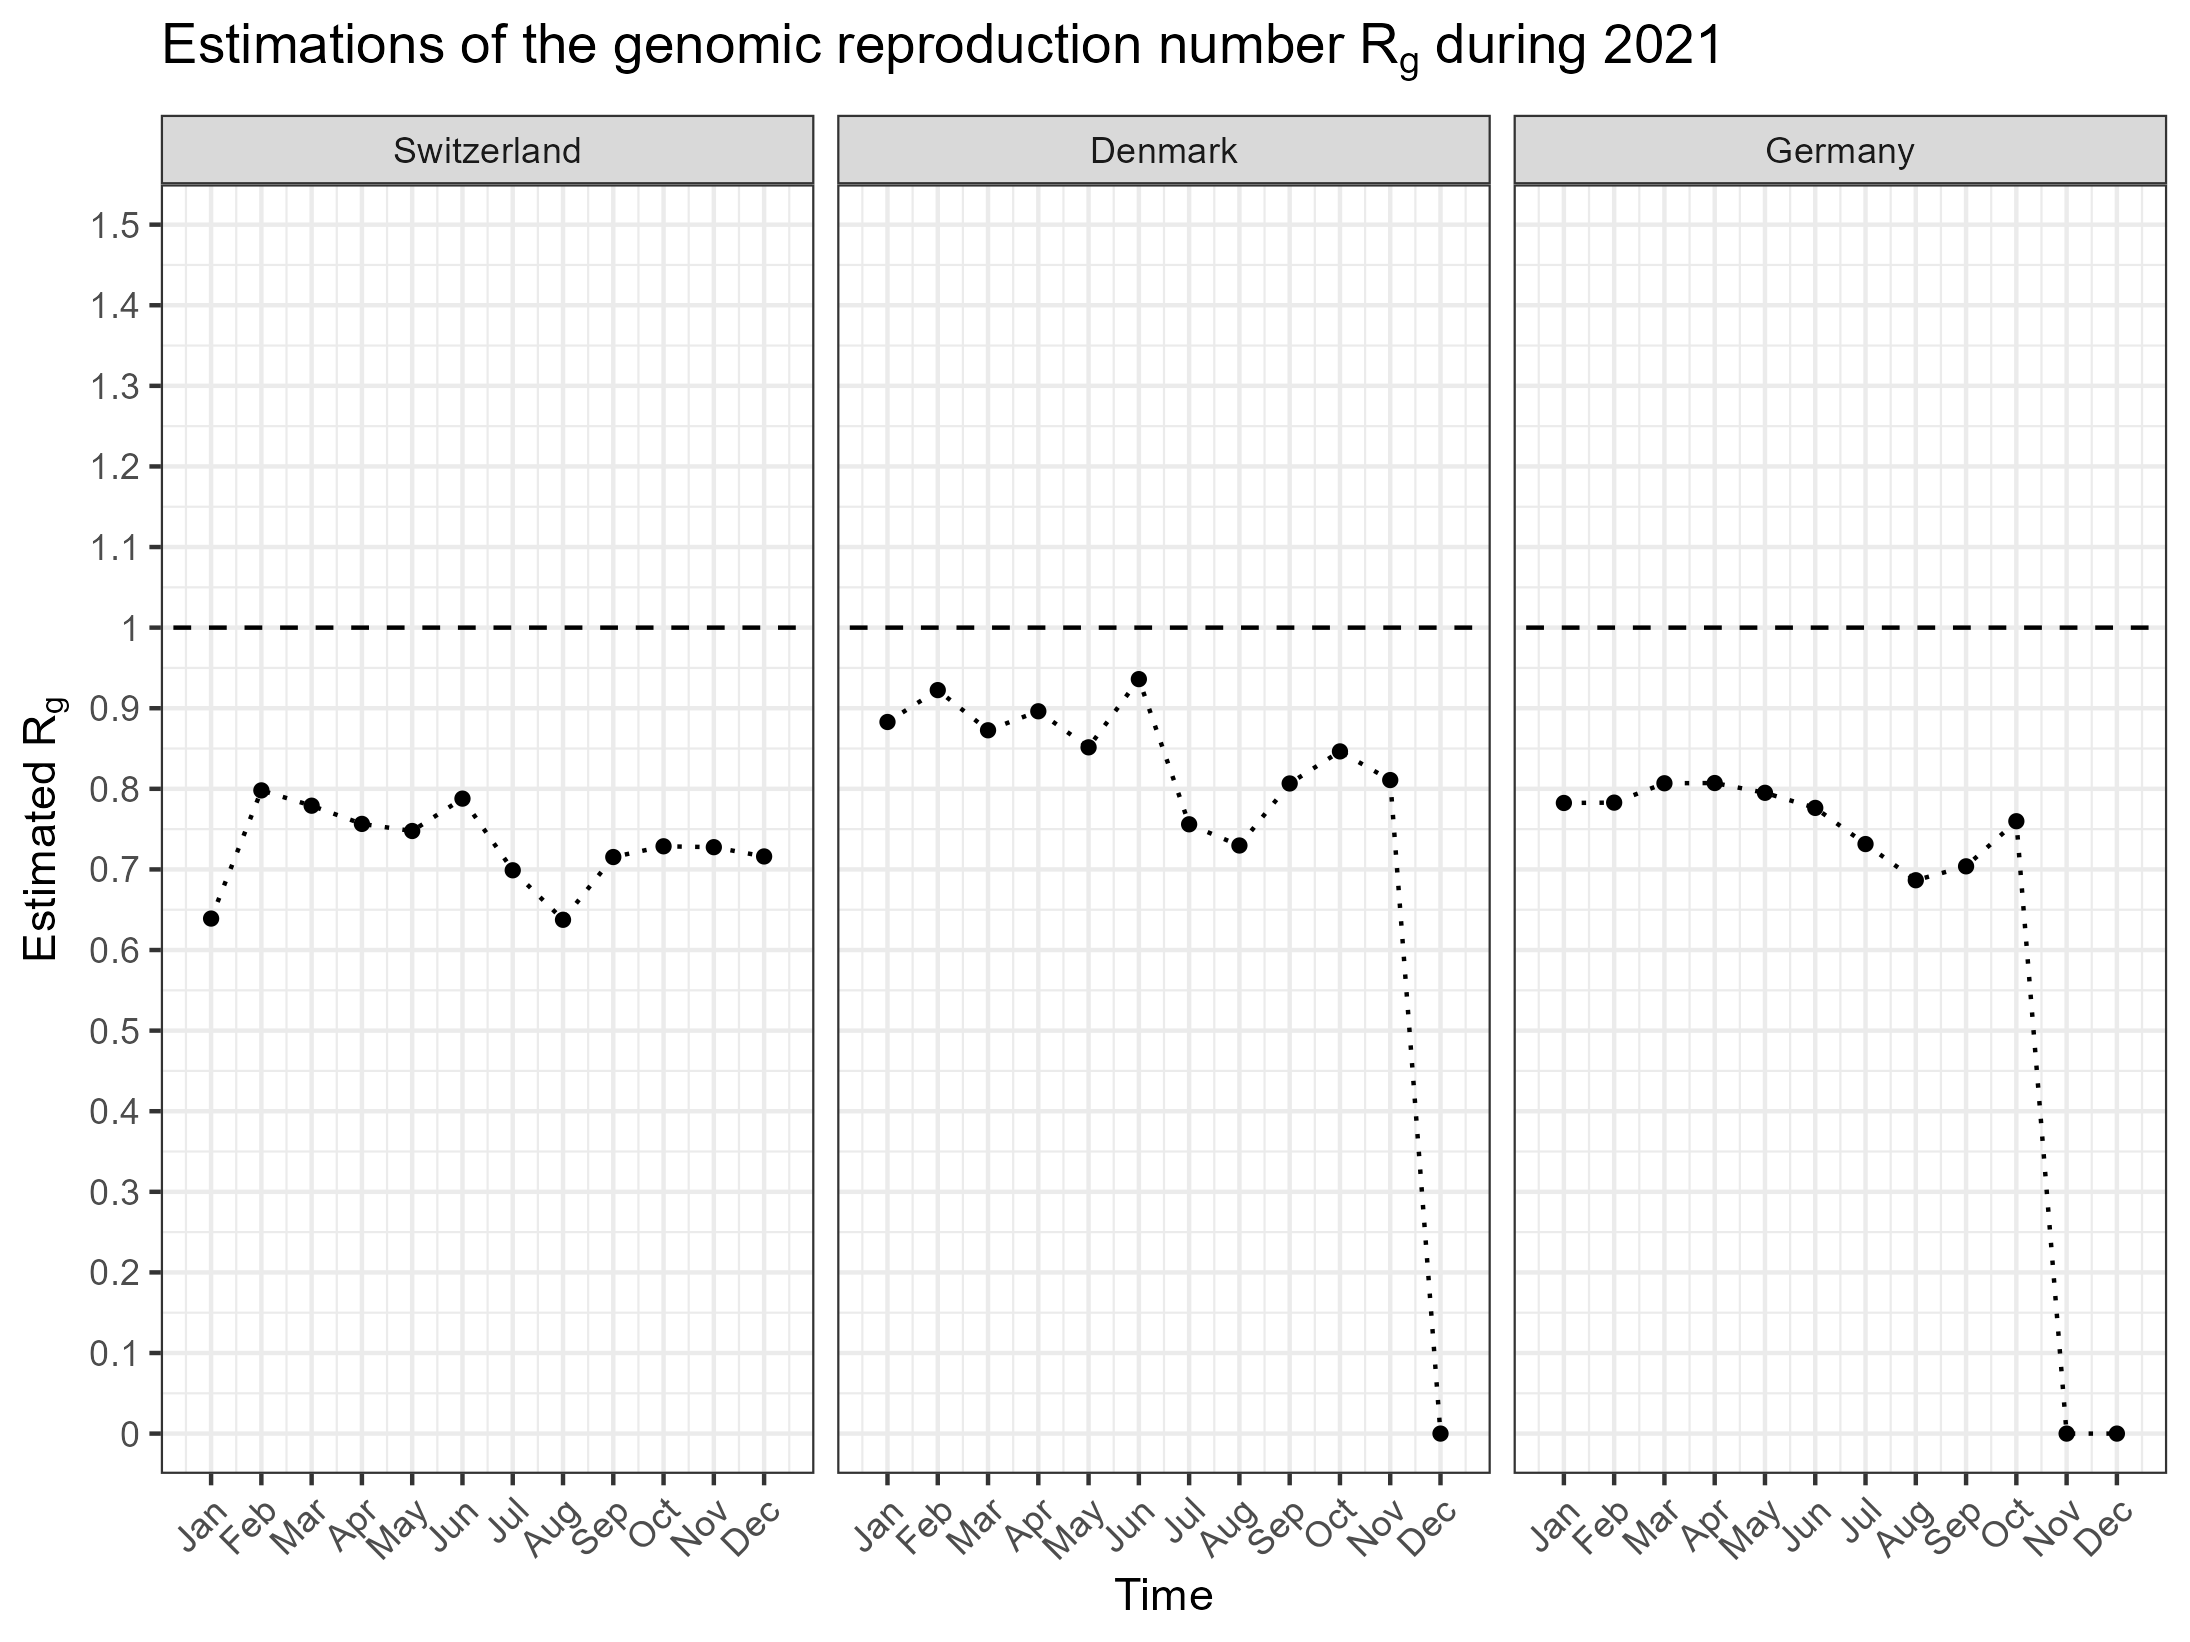 Estimations of the genomic reproduction number Rg during 2021
Switzerland
Denmark
Germany
Estimated Rg
1.5
1.4
1.3
1.2
1.1
1
0.9
0.8
0.7
0.6
0.5
0.4
0.3
0.2
0.1
0
Jan Feb Mar Apr May Jun Jul Aug Sep Oct Nov Dec
Jan Feb Mar Apr May Jun Jul Aug Sep Oct Nov Dec
Jan Feb Mar Apr May Jun Jul Aug Sep Oct Nov Dec
Time